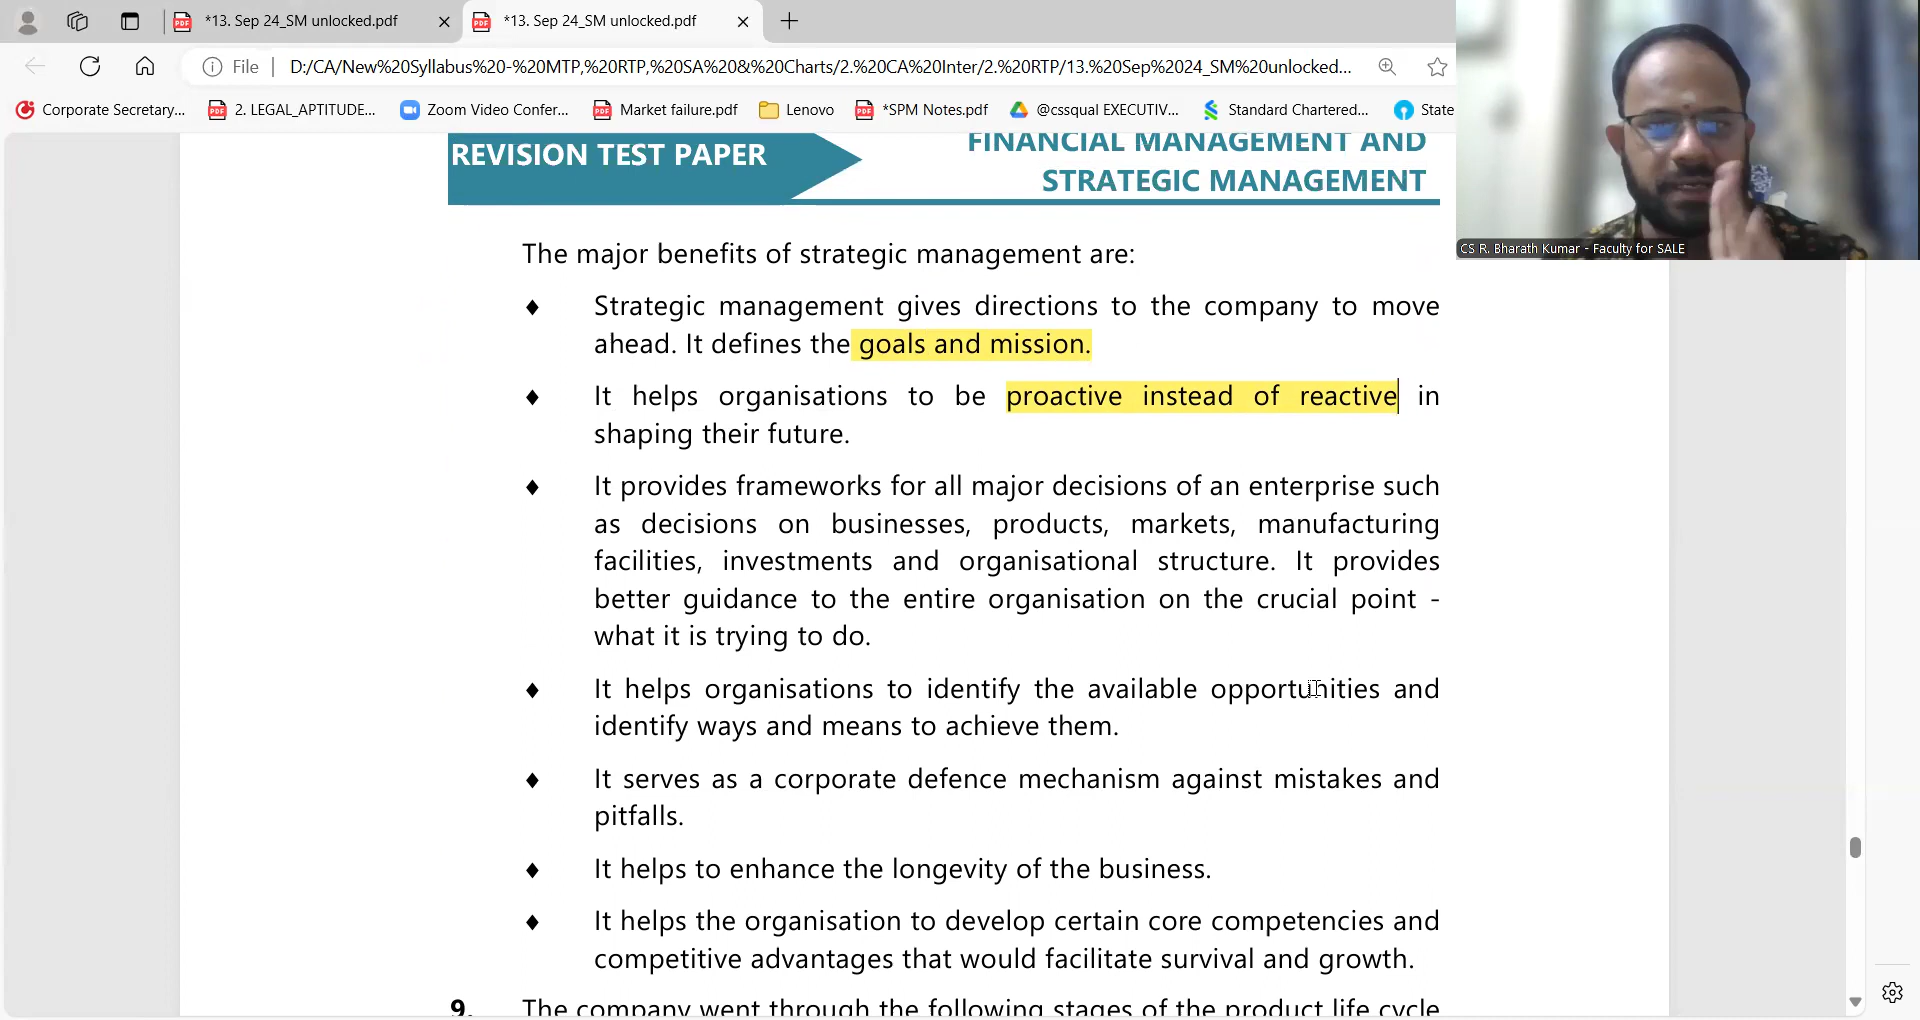 *13. Sep 24_SM unlocked.pdf
*13. Sep 24_SM unlocked.pdf
File
D:/CA/New%20Syllabus%20-%20MTP,%20RTP,%20SA%20&%20Charts/2.%20CA%20Inter/2.%20RTP/13.%20Sep%2024_SM%20unlocked...
Corporate Secretary...
2. LEGAL_APTITUDE...
Zoom Video Confer...
Market failure.pdf
Lenovo
*SPM Notes.pdf
@cssqual EXECUTIV...
Standard Chartered...
State
CS R. Bharath Kumar - Faculty for SALE
REVISION TEST PAPER
FINANCIAL MANAGEMENT AND
STRATEGIC MANAGEMENT
The major benefits of strategic management are:
♦ Strategic management gives directions to the company to move
ahead. It defines the goals and mission.
♦ It helps organisations to be proactive instead of reactive in
shaping their future.
♦ It provides frameworks for all major decisions of an enterprise such
as decisions on businesses, products, markets, manufacturing
facilities, investments and organisational structure. It provides
better guidance to the entire organisation on the crucial point -
what it is trying to do.
♦ It helps organisations to identify the available opportunities and
identify ways and means to achieve them.
♦ It serves as a corporate defence mechanism against mistakes and
pitfalls.
♦ It helps to enhance the longevity of the business.
♦ It helps the organisation to develop certain core competencies and
competitive advantages that would facilitate survival and growth.
9. The company went through the following stages of the product life cycle